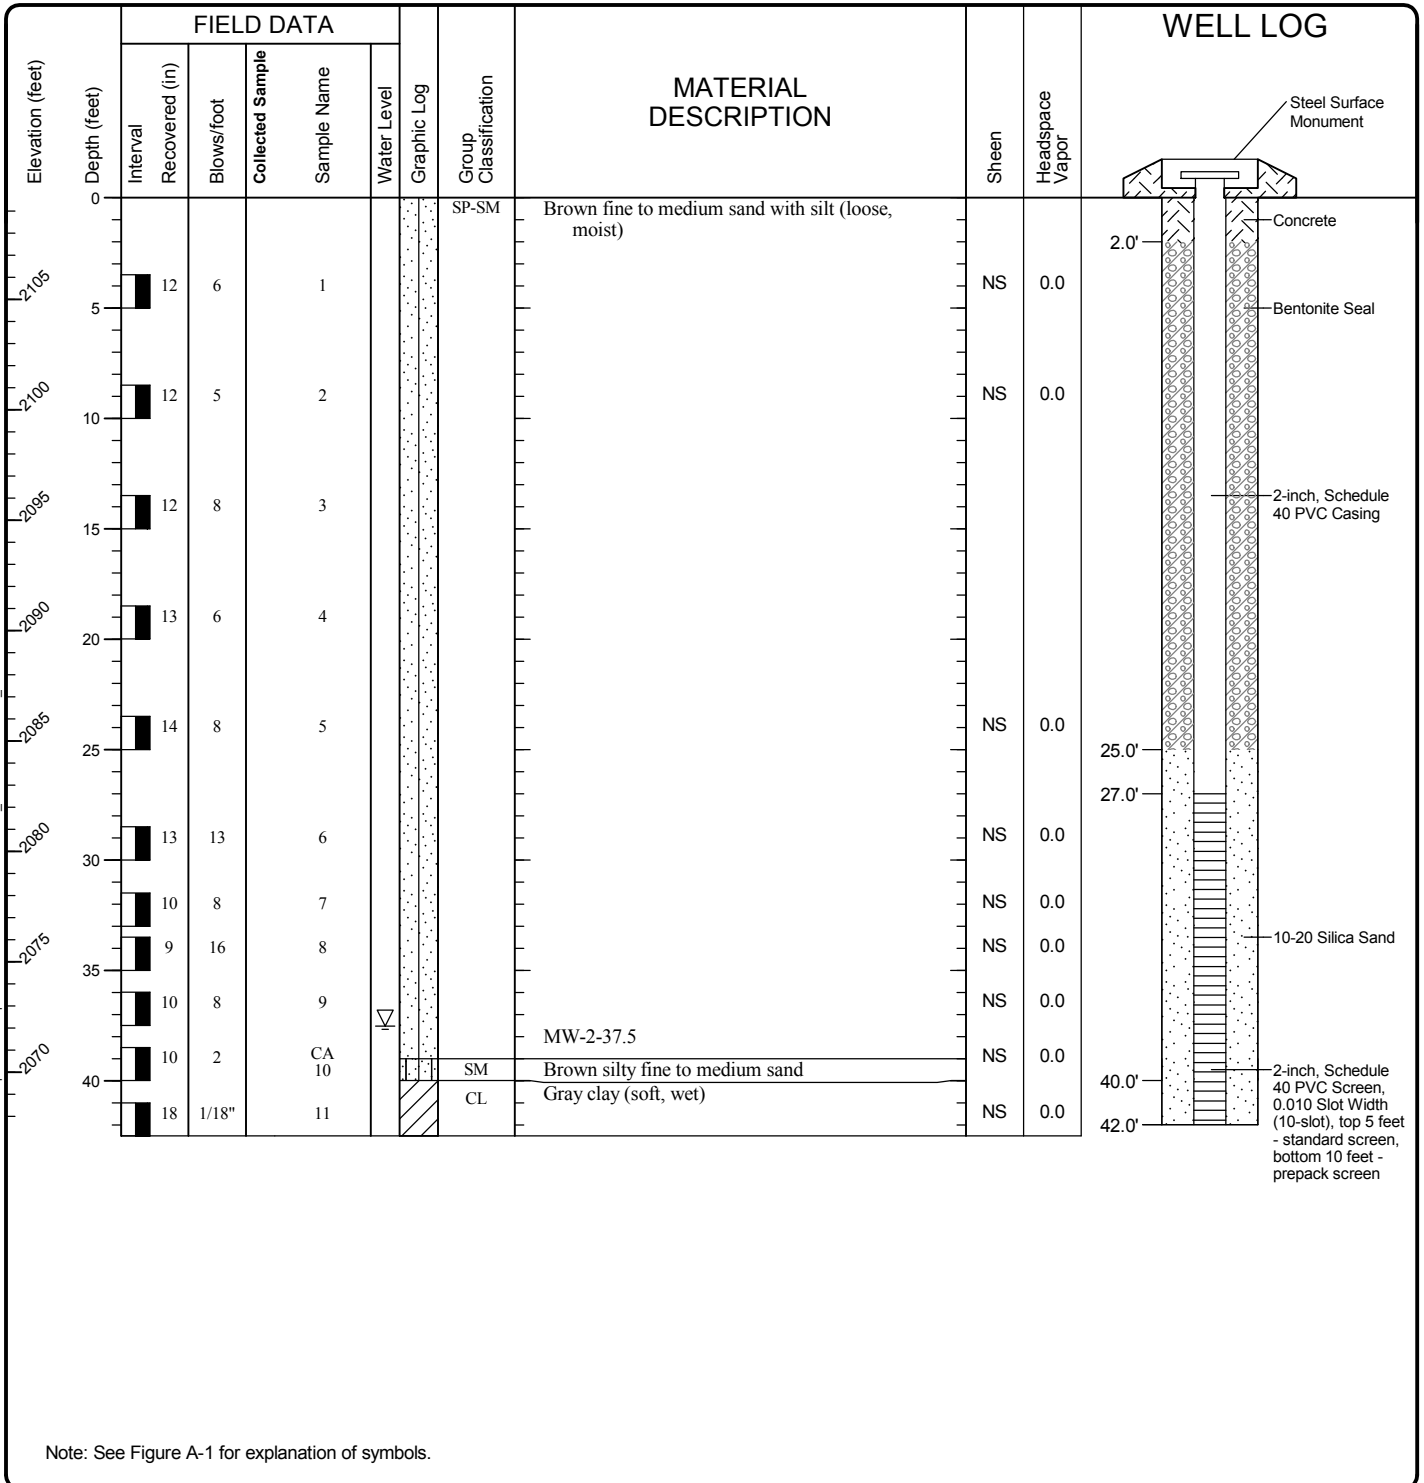 FIELD DATA
WELL LOG
Elevation (feet)
Depth (feet)
Interval
Recovered (in)
Blows/foot
Collected Sample
Sample Name
Water Level
Graphic Log
Group
Classification
MATERIAL
DESCRIPTION
Sheen
Headspace
Vapor
Steel Surface
Monument
0
SP-SM
Brown fine to medium sand with silt (loose,
moist)
Concrete
2.0'
2105
12 6 1 NS 0.0
5
Bentonite Seal
2100
12 5 2 NS 0.0
10
2095
12 8 3
15
2-inch, Schedule
40 PVC Casing
2090
13 6 4
20
2085
14 8 5 NS 0.0
25
25.0'
27.0'
2080
13 13 6 NS 0.0
30
10 8 7 NS 0.0
2075
9 16 8 NS 0.0
10-20 Silica Sand
35
10 8 9 NS 0.0
MW-2-37.5
2070
10 2 CA NS 0.0
10
SM Brown silty fine to medium sand
40
40.0'
CL Gray clay (soft, wet)
18 1/18" 11 NS 0.0
42.0'
2-inch, Schedule
40 PVC Screen,
0.010 Slot Width
(10-slot), top 5 feet
- standard screen,
bottom 10 feet -
prepack screen
Note: See Figure A-1 for explanation of symbols.